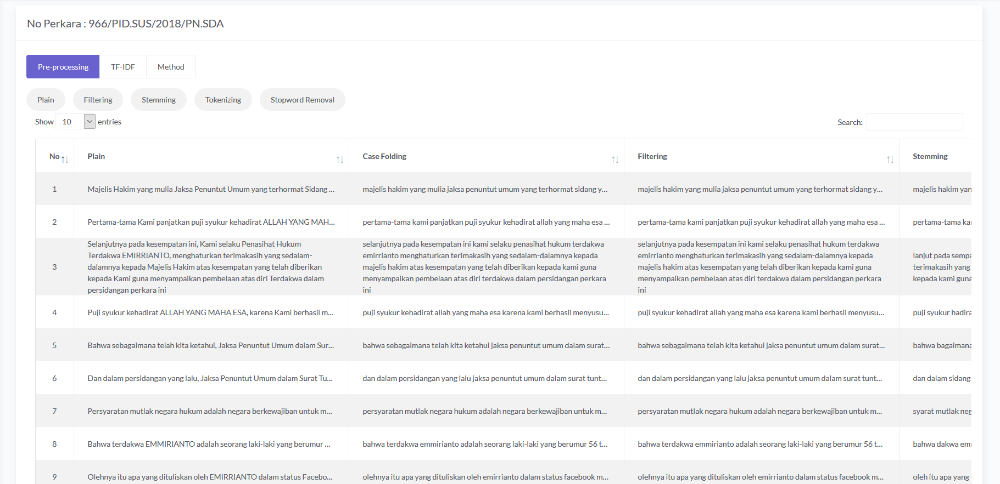 No Perkara : 966/PID.SUS/2018/PN.SDA
Pre-processing TF-IDF Method
Plain Filtering Stemming Tokenizing Stopword Removal
Show 10 entries Search:
No Plain Case Folding Filtering Stemming
1 Majelis Hakim yang mulia Jaksa Penuntut Umum yang terhormat Sidang ... majelis hakim yang mulia jaksa penuntut umum yang terhormat sidang y... majelis hakim yang mulia jaksa penuntut umum yang terhormat sidang y... majelis hakim yan
2 Pertama-tama Kami panjatkan puji syukur kehadirat ALLAH YANG MAH... pertama-tama kami panjatkan puji syukur kehadirat allah yang maha esa ... pertama-tama kami panjatkan puji syukur kehadirat allah yang maha esa ... pertama-tama ka
3
Selanjutnya pada kesempatan ini, Kami selaku Penasihat Hukum
Terdakwa EMIRRIANTO, menghaturkan terimakasih yang sedalam-
dalamnya kepada Majelis Hakim atas kesempatan yang telah diberikan
kepada Kami guna menyampaikan pembelaan atas diri Terdakwa dalam
persidangan perkara ini
selanjutnya pada kesempatan ini kami selaku penasihat hukum terdakwa
emirrianto menghaturkan terimakasih yang sedalam-dalamnya kepada
majelis hakim atas kesempatan yang telah diberikan kepada kami guna
menyampaikan pembelaan atas diri terdakwa dalam persidangan perkara
ini
selanjutnya pada kesempatan ini kami selaku penasihat hukum terdakwa
emirrianto menghaturkan terimakasih yang sedalam-dalamnya kepada
majelis hakim atas kesempatan yang telah diberikan kepada kami guna
menyampaikan pembelaan atas diri terdakwa dalam persidangan perkara
ini
lanjut pada sempa
terimakasih yang
kepada kami guna
4 Puji syukur kehadirat ALLAH YANG MAHA ESA, karena Kami berhasil m... puji syukur kehadirat allah yang maha esa karena kami berhasil menyusu... puji syukur kehadirat allah yang maha esa karena kami berhasil menyusu... puji syukur hadira
5 Bahwa sebagaimana telah kita ketahui, Jaksa Penuntut Umum dalam Sur... bahwa sebagaimana telah kita ketahui jaksa penuntut umum dalam surat... bahwa sebagaimana telah kita ketahui jaksa penuntut umum dalam surat... bahwa bagaimana
6 Dan dalam persidangan yang lalu, Jaksa Penuntut Umum dalam Surat Tu... dan dalam persidangan yang lalu jaksa penuntut umum dalam surat tunt... dan dalam persidangan yang lalu jaksa penuntut umum dalam surat tunt... dan dalam sidang
7 Persyaratan mutlak negara hukum adalah negara berkewajiban untuk m... persyaratan mutlak negara hukum adalah negara berkewajiban untuk m... persyaratan mutlak negara hukum adalah negara berkewajiban untuk m... syarat mutlak neg
8 Bahwa terdakwa EMMIRIANTO adalah seorang laki-laki yang berumur ... bahwa terdakwa emmirianto adalah seorang laki-laki yang berumur 56 t... bahwa terdakwa emmirianto adalah seorang laki-laki yang berumur 56 t... bahwa dakwa em
9 Olehnya itu apa yang dituliskan oleh EMIRRIANTO dalam status Facebo... olehnya itu apa yang dituliskan oleh emirrianto dalam status facebook m... olehnya itu apa yang dituliskan oleh emirrianto dalam status facebook m... oleh itu apa yang